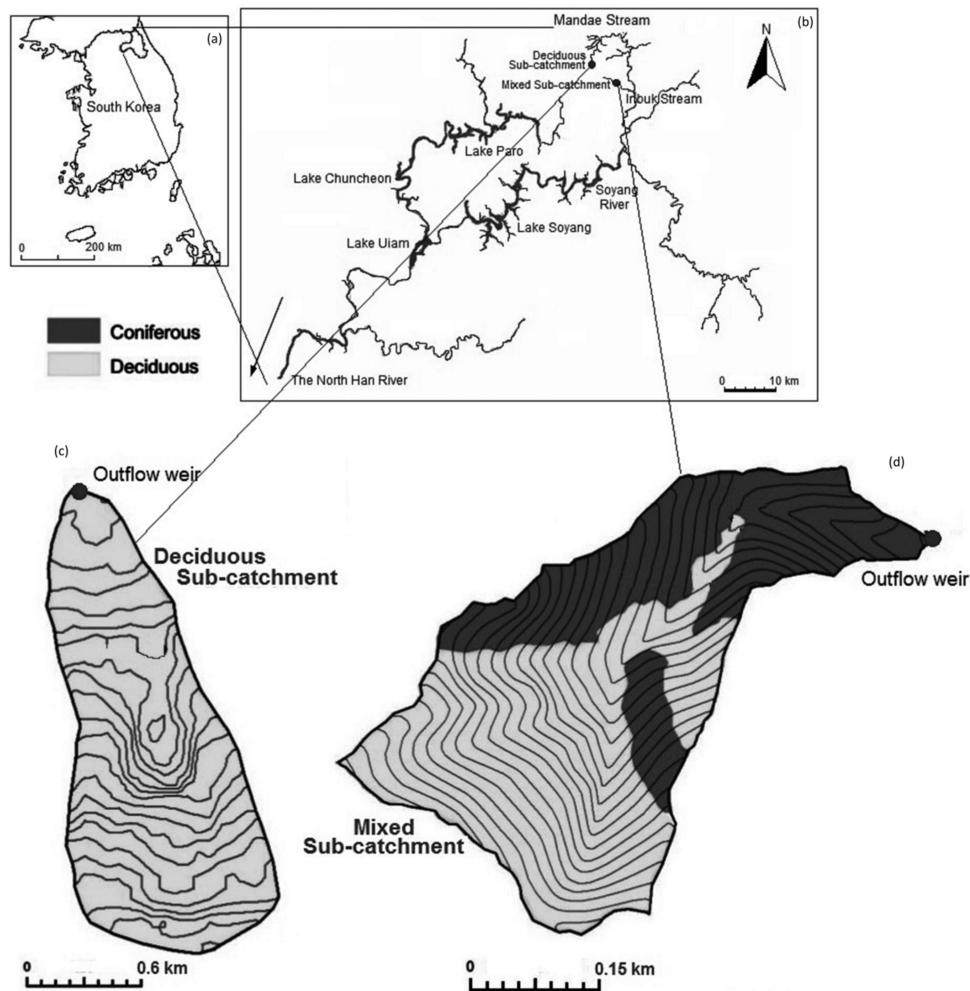 (a)
South Korea
0
200 km
(b)
Mandae Stream
N
Deciduous
Sub-catchment
Mixed Sub-catchment
Inbuk Stream
Lake Paro
Lake Chuncheon
Soyang
River
Lake Soyang
Lake Uiam
The North Han River
0
10 km
Coniferous
Deciduous
(c)
Outflow weir
Deciduous
Sub-catchment
0
0.6 km
(d)
Outflow weir
Mixed
Sub-catchment
0
0.15 km